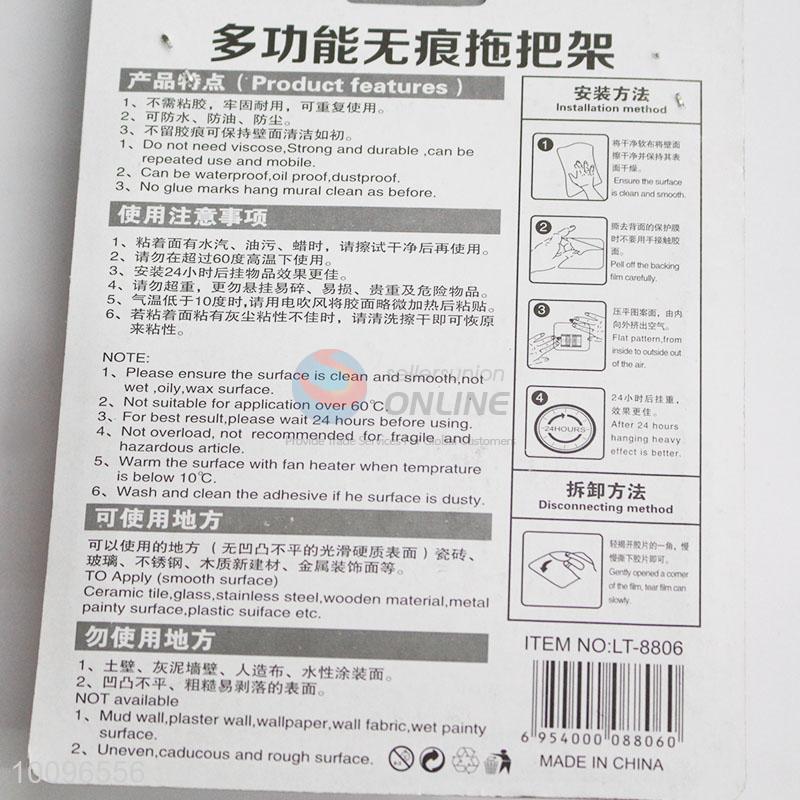 多功能无痕拖把架
产品特点（Product features）
1、不需粘胶，牢固耐用，可重复使用。
2、可防水、防油、防尘。
3、不留胶痕可保持壁面清洁如初。
1、Do not need viscose,Strong and durable ,can be
repeated use and mobile.
2、Can be waterproof,oil proof,dustproof.
3、No glue marks hang mural clean as before.
使用注意事项
1、粘着面有水汽、油污、蜡时，请擦试干净后再使用。
2、请勿在超过60度高温下使用。
3、安装24小时后挂物品效果更佳。
4、请勿超重，更勿悬挂易碎、易损、贵重及危险物品。
5、气温低于10度时,请用电吹风将胶面略微加热后粘贴。
6、若粘着面粘有灰尘粘性不佳时，请清洗擦干即可恢原
来粘性。
NOTE:
1、Please ensure the surface is clean and smooth,not
wet ,oily,wax surface.
2、Not suitable for application over 60℃.
3、For best result,please wait 24 hours before using.
4、Not overload, not recommended for fragile and
hazardous article.
5、Warm the surface with fan heater when temprature
is below 10℃.
6、Wash and clean the adhesive if he surface is dusty.
可使用地方
可以使用的地方（无凹凸不平的光滑硬质表面）瓷砖、
玻璃、不锈钢、木质新建材、金属装饰面等。
TO Apply (smooth surface)
Ceramic tile,glass,stainless steel,wooden material,metal
painty surface,plastic suiface etc.
勿使用地方
1、土壁、灰泥墙壁、人造布、水性涂装面。
2、凹凸不平、粗糙易剥落的表面。
NOT available
1、Mud wall,plaster wall,wallpaper,wall fabric,wet painty
surface.
2、Uneven,caducous and rough surface.
安装方法
Installation method
1
将干净软布将壁面
擦干净并保持其表
面干燥。
Ensure the surface
is clean and smooth.
2
撕去背面的保护膜
时不要用手接触胶
面。
Pell off the backing
film carefully.
3
压平图案面，由内
向外挤出空气。
Flat pattern,from
inside to outside out
of the air.
4
24HOURS
24小时后挂重，
效果更佳。
After 24 hours
hanging heavy
effect is better.
拆卸方法
Disconnecting method
轻揭开胶片的一角，慢
慢撕下胶片即可。
Gently opened a corner
of the film, tear film can
slowly.
ITEM NO:LT-8806
6 954000 088060
MADE IN CHINA
sellersunion
ONLINE
Provide Trade Services For Global Customers
10096556